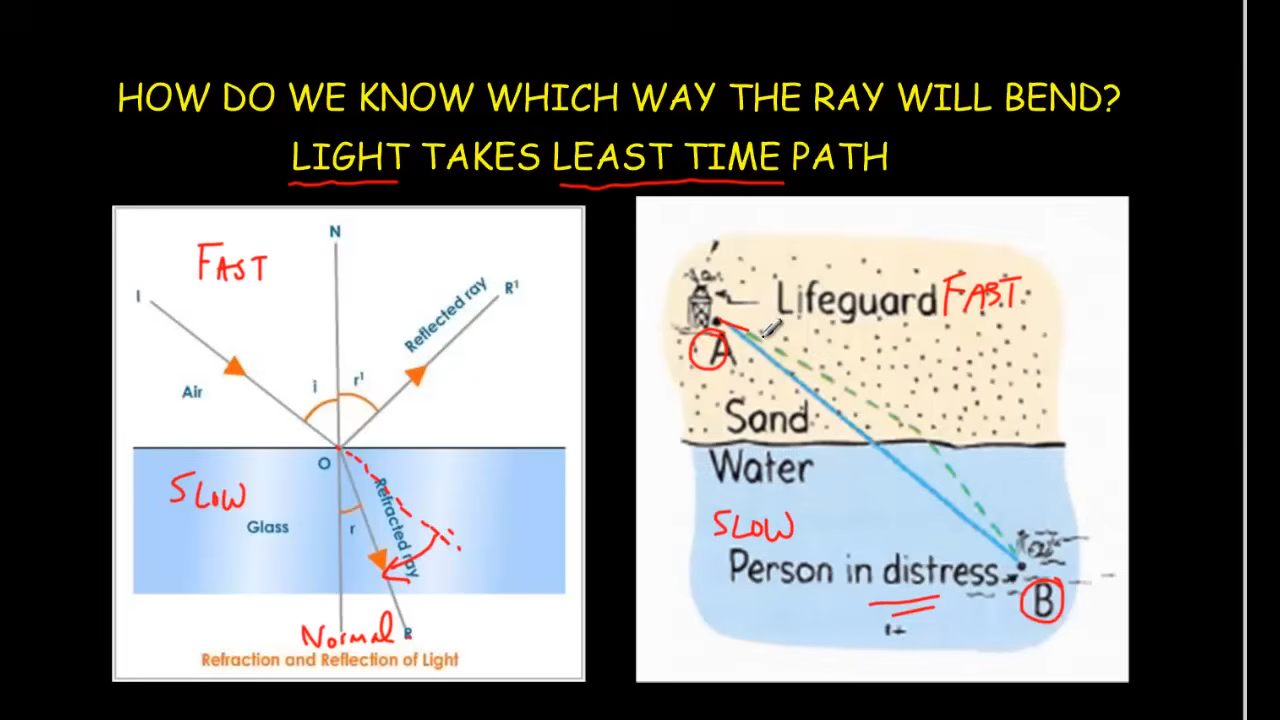 HOW DO WE KNOW WHICH WAY THE RAY WILL BEND?
LIGHT TAKES LEAST TIME PATH
N
FAST
I
Reflected ray
R¹
i
r¹
Air
O
SLOW
Glass
r
Refracted ray
Normal
R
Refraction and Reflection of Light
Lifeguard FAST
A
Sand
Water
SLOW
Person in distress
B